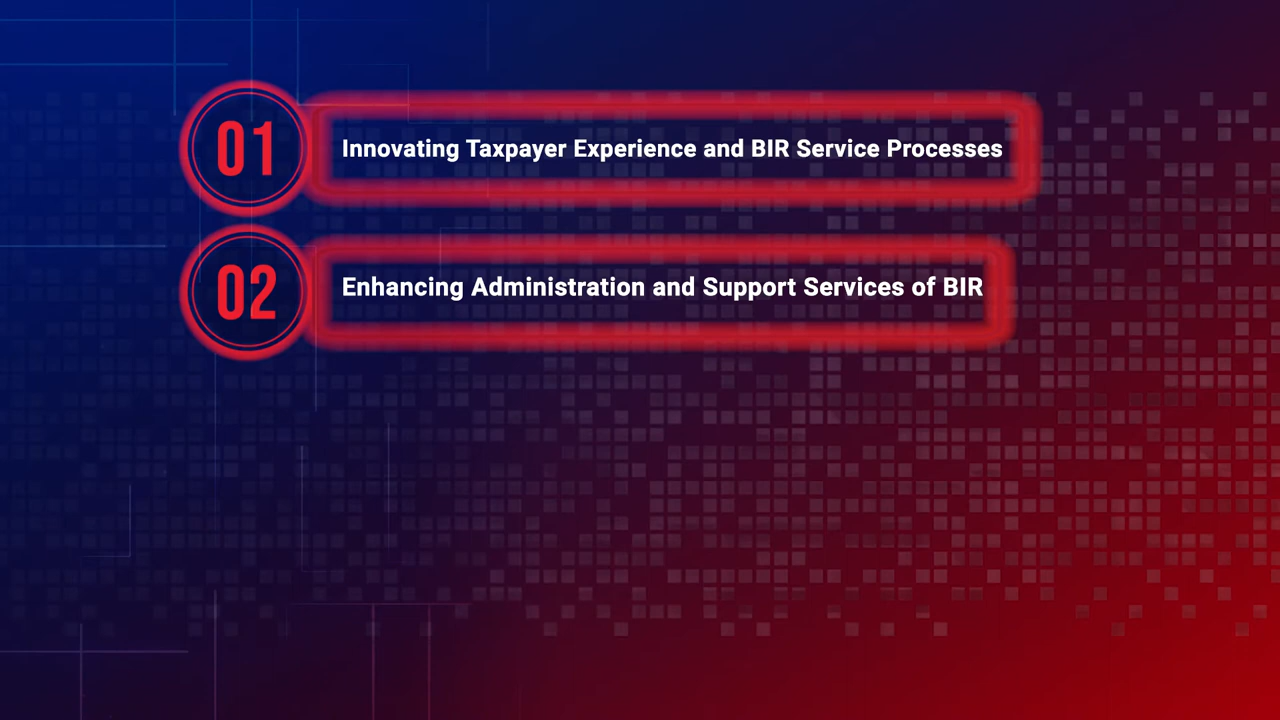 01
Innovating Taxpayer Experience and BIR Service Processes
02
Enhancing Administration and Support Services of BIR